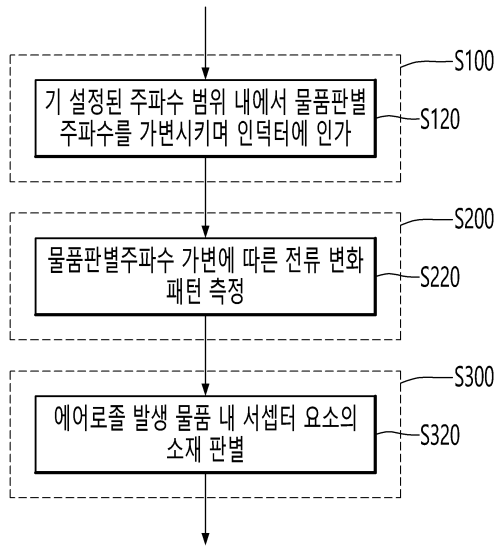 S100
기 설정된 주파수 범위 내에서 물품판별
주파수를 가변시키며 인덕터에 인가
S120
S200
물품판별주파수 가변에 따른 전류 변화
패턴 측정
S220
S300
에어로졸 발생 물품 내 서셉터 요소의
소재 판별
S320